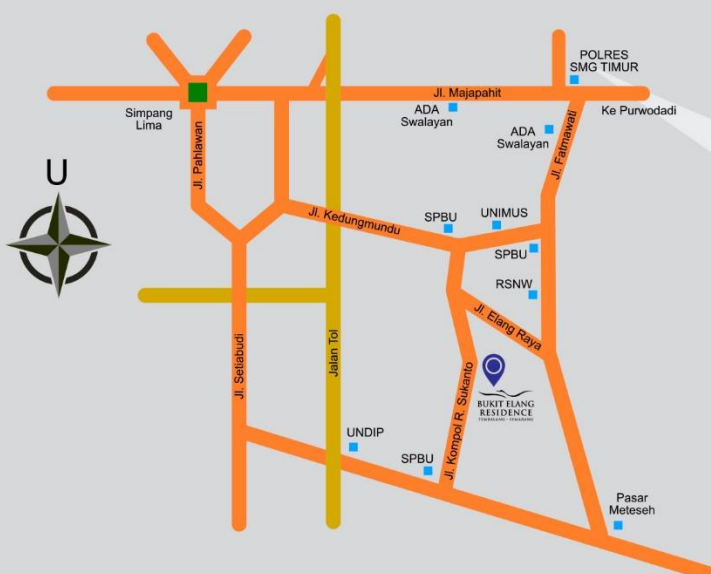 POLRES
SMG TIMUR
Jl. Majapahit
Simpang
Lima
ADA
Swalayan
Ke Purwodadi
ADA
Swalayan
Jl. Fatmawati
Jl. Pahlawan
U
SPBU
UNIMUS
Jl. Kedungmundu
SPBU
RSNW
Jl. Elang Raya
Jl. Setiabudi
Jalan Tol
Jl. Kompol R. Sukanto
BUKIT ELANG
RESIDENCE
TEMBALANG - SEMARANG
UNDIP
SPBU
Pasar
Meteseh